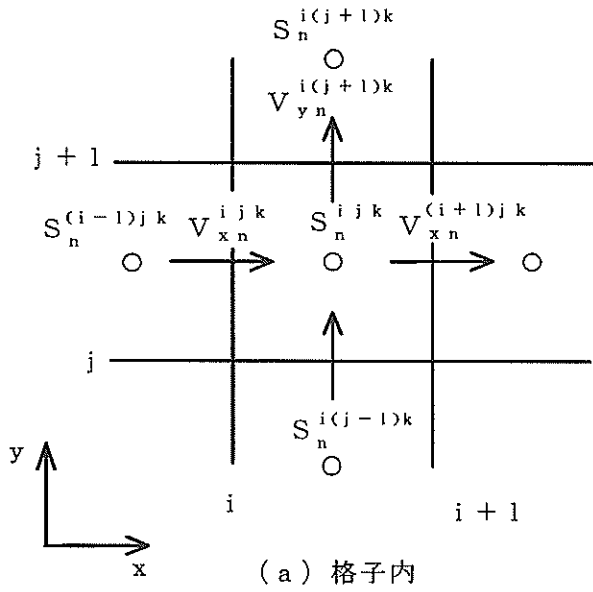 S_n^{i(j+1)k}
V_{yn}^{i(j+1)k}
j+1
S_n^{(i-1)jk} V_{xn}^{ijk} S_n^{ijk} V_{xn}^{(i+1)jk}
j
S_n^{i(j-1)k}
y
i
i+1
x
(a) 格子内